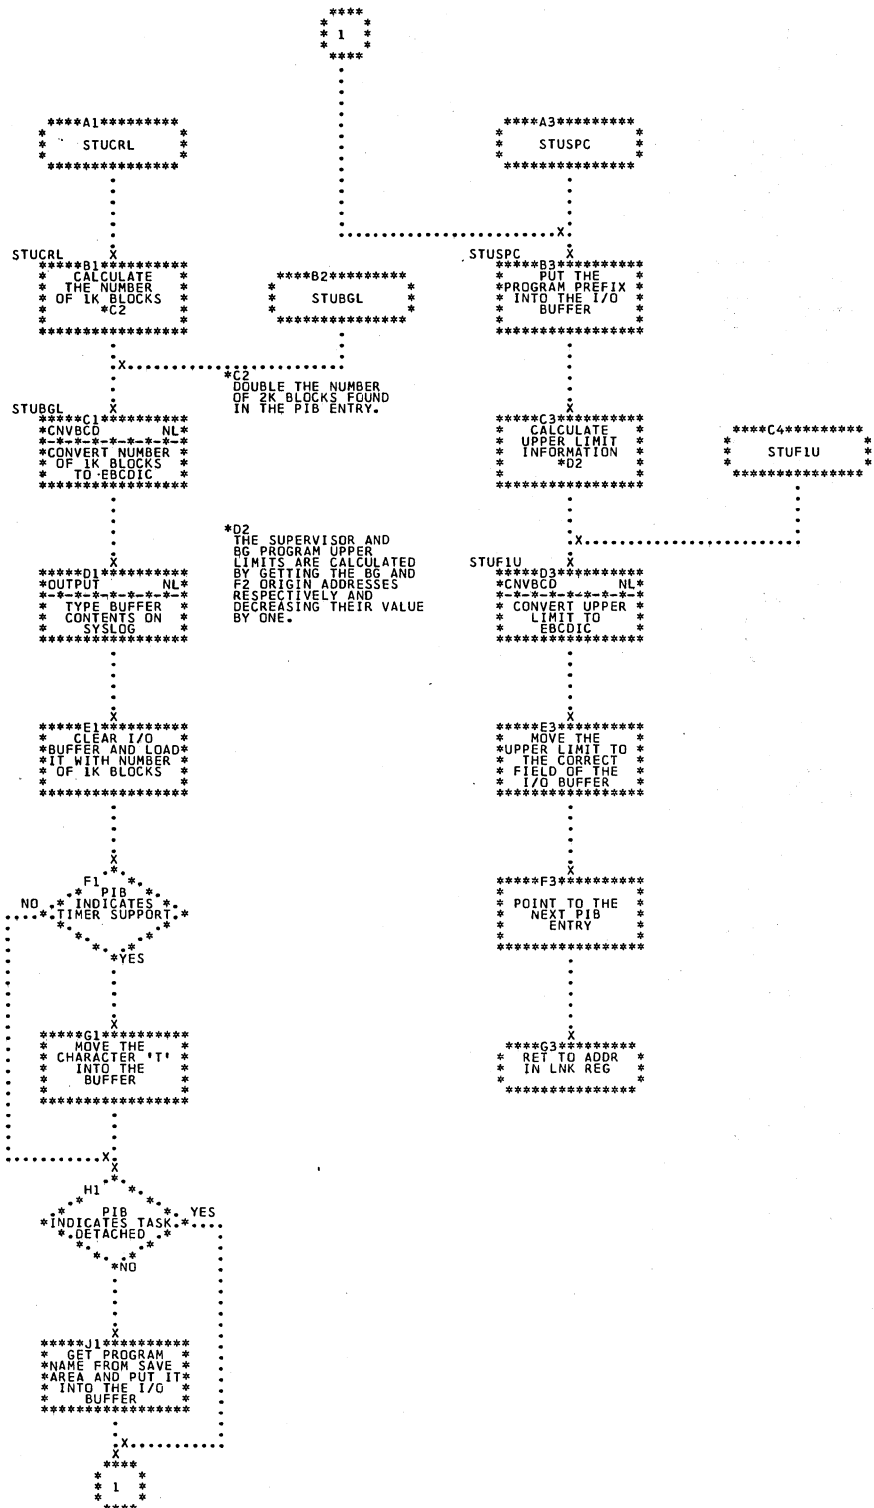 1
****A1*********
STUCRL
****A3*********
STUSPC
STUCRL
*****B1**********
CALCULATE
THE NUMBER
OF 1K BLOCKS
*C2
****B2*********
STUBGL
STUSPC
*****B3**********
PUT THE
PROGRAM PREFIX
INTO THE I/O
BUFFER
*C2
DOUBLE THE NUMBER
OF 2K BLOCKS FOUND
IN THE PIB ENTRY.
STUBGL
*****C1**********
*CNVBCD NL*
*-*-*-*-*-*-*-*-*
*CONVERT NUMBER *
OF 1K BLOCKS
TO EBCDIC
*****C3**********
CALCULATE
UPPER LIMIT
INFORMATION
*D2
****C4*********
STUF1U
*D2
THE SUPERVISOR AND
BG PROGRAM UPPER
LIMITS ARE CALCULATED
BY GETTING THE BG AND
F2 ORIGIN ADDRESSES
RESPECTIVELY AND
DECREASING THEIR VALUE
BY ONE.
*****D1**********
*OUTPUT NL*
*-*-*-*-*-*-*-*-*
TYPE BUFFER
CONTENTS ON
SYSLOG
STUF1U
*****D3**********
*CNVBCD NL*
*-*-*-*-*-*-*-*-*
CONVERT UPPER
LIMIT TO
EBCDIC
*****E1**********
CLEAR I/O
*BUFFER AND LOAD*
*IT WITH NUMBER *
OF 1K BLOCKS
*****E3**********
MOVE THE
*UPPER LIMIT TO *
THE CORRECT
FIELD OF THE
I/O BUFFER
F1
PIB
INDICATES
TIMER SUPPORT
NO
YES
*****F3**********
POINT TO THE
NEXT PIB
ENTRY
*****G1**********
MOVE THE
CHARACTER 'T'
INTO THE
BUFFER
****G3*********
RET TO ADDR
IN LNK REG
H1
PIB
INDICATES TASK
DETACHED
YES
NO
*****J1**********
GET PROGRAM
*NAME FROM SAVE *
*AREA AND PUT IT*
INTO THE I/O
BUFFER
1